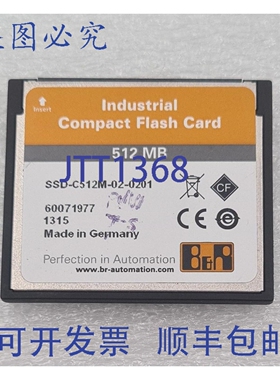 盗图必究
Insert
Industrial
Compact Flash Card
512 MB
JTT1368
SSD-C512M-02-0201
60071977
1315
Made in Germany
CF
Perfection in Automation
www.br-automation.com
B&R
可开发票 顺丰包邮